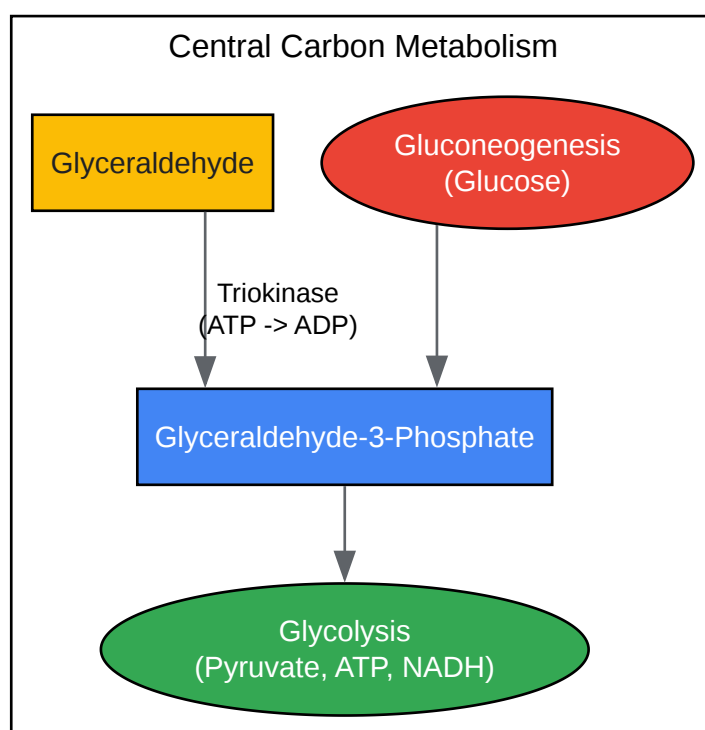 Central Carbon Metabolism
Glyceraldehyde
Gluconeogenesis
(Glucose)
Triokinase
(ATP -> ADP)
Glyceraldehyde-3-Phosphate
Glycolysis
(Pyruvate, ATP, NADH)